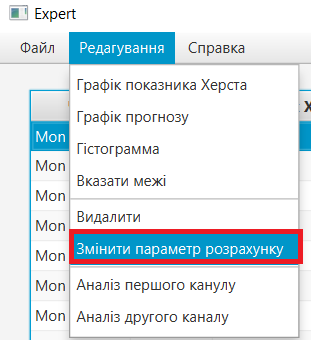 Expert
Файл Редагування Справка
Графік показника Херста
Графік прогнозу
Гістограмма
Вказати межі
Видалити
Змінити параметр розрахунку
Аналіз першого канулу
Аналіз другого каналу
Mon
Mon
Mon
Mon
Mon
Mon
Mon